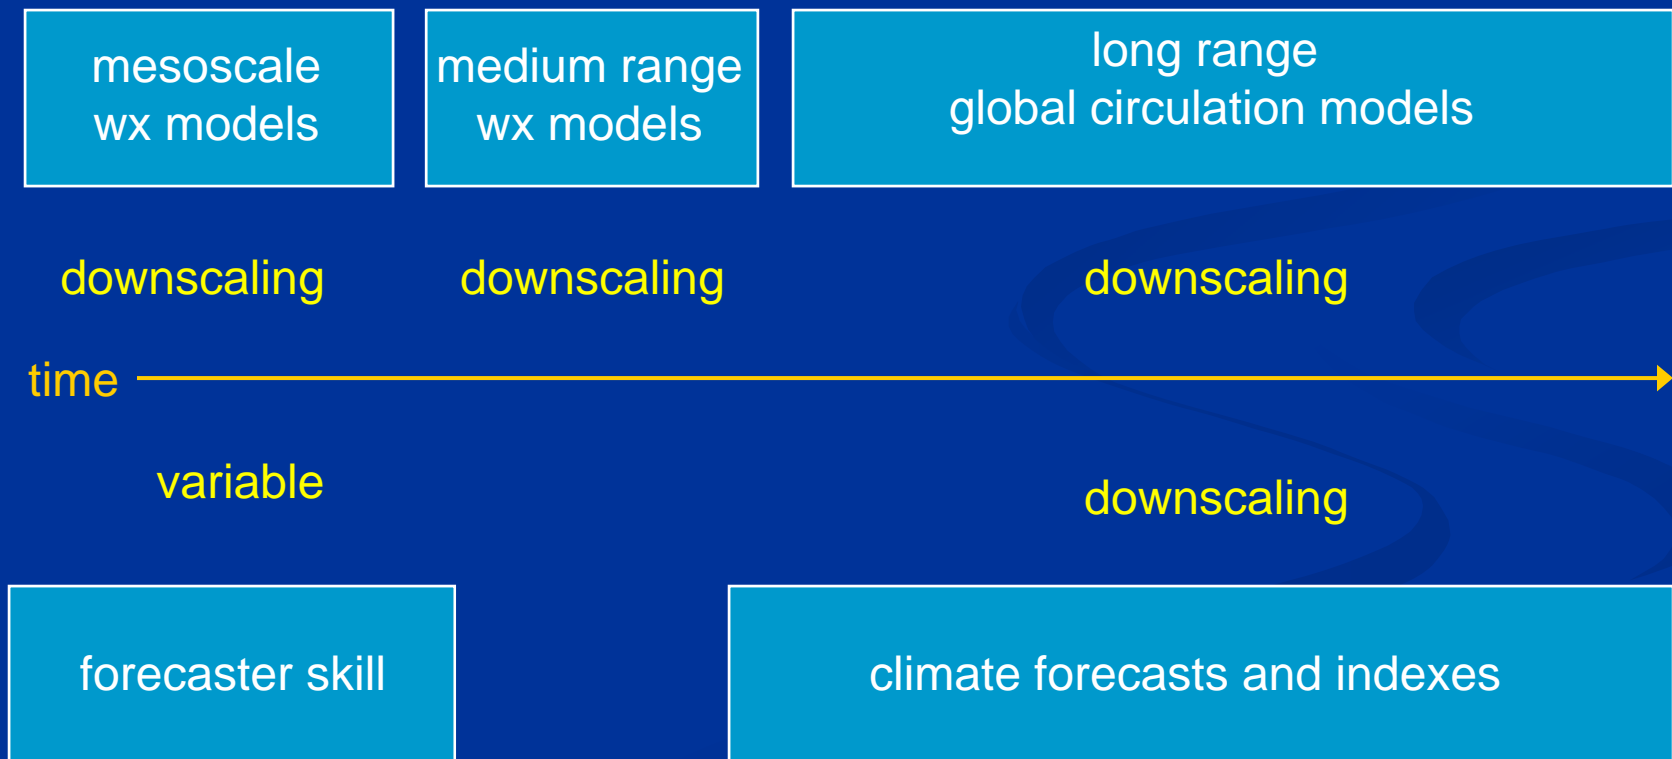 mesoscale
wx models
medium range
wx models
long range
global circulation models
downscaling
downscaling
downscaling
time
variable
downscaling
forecaster skill
climate forecasts and indexes